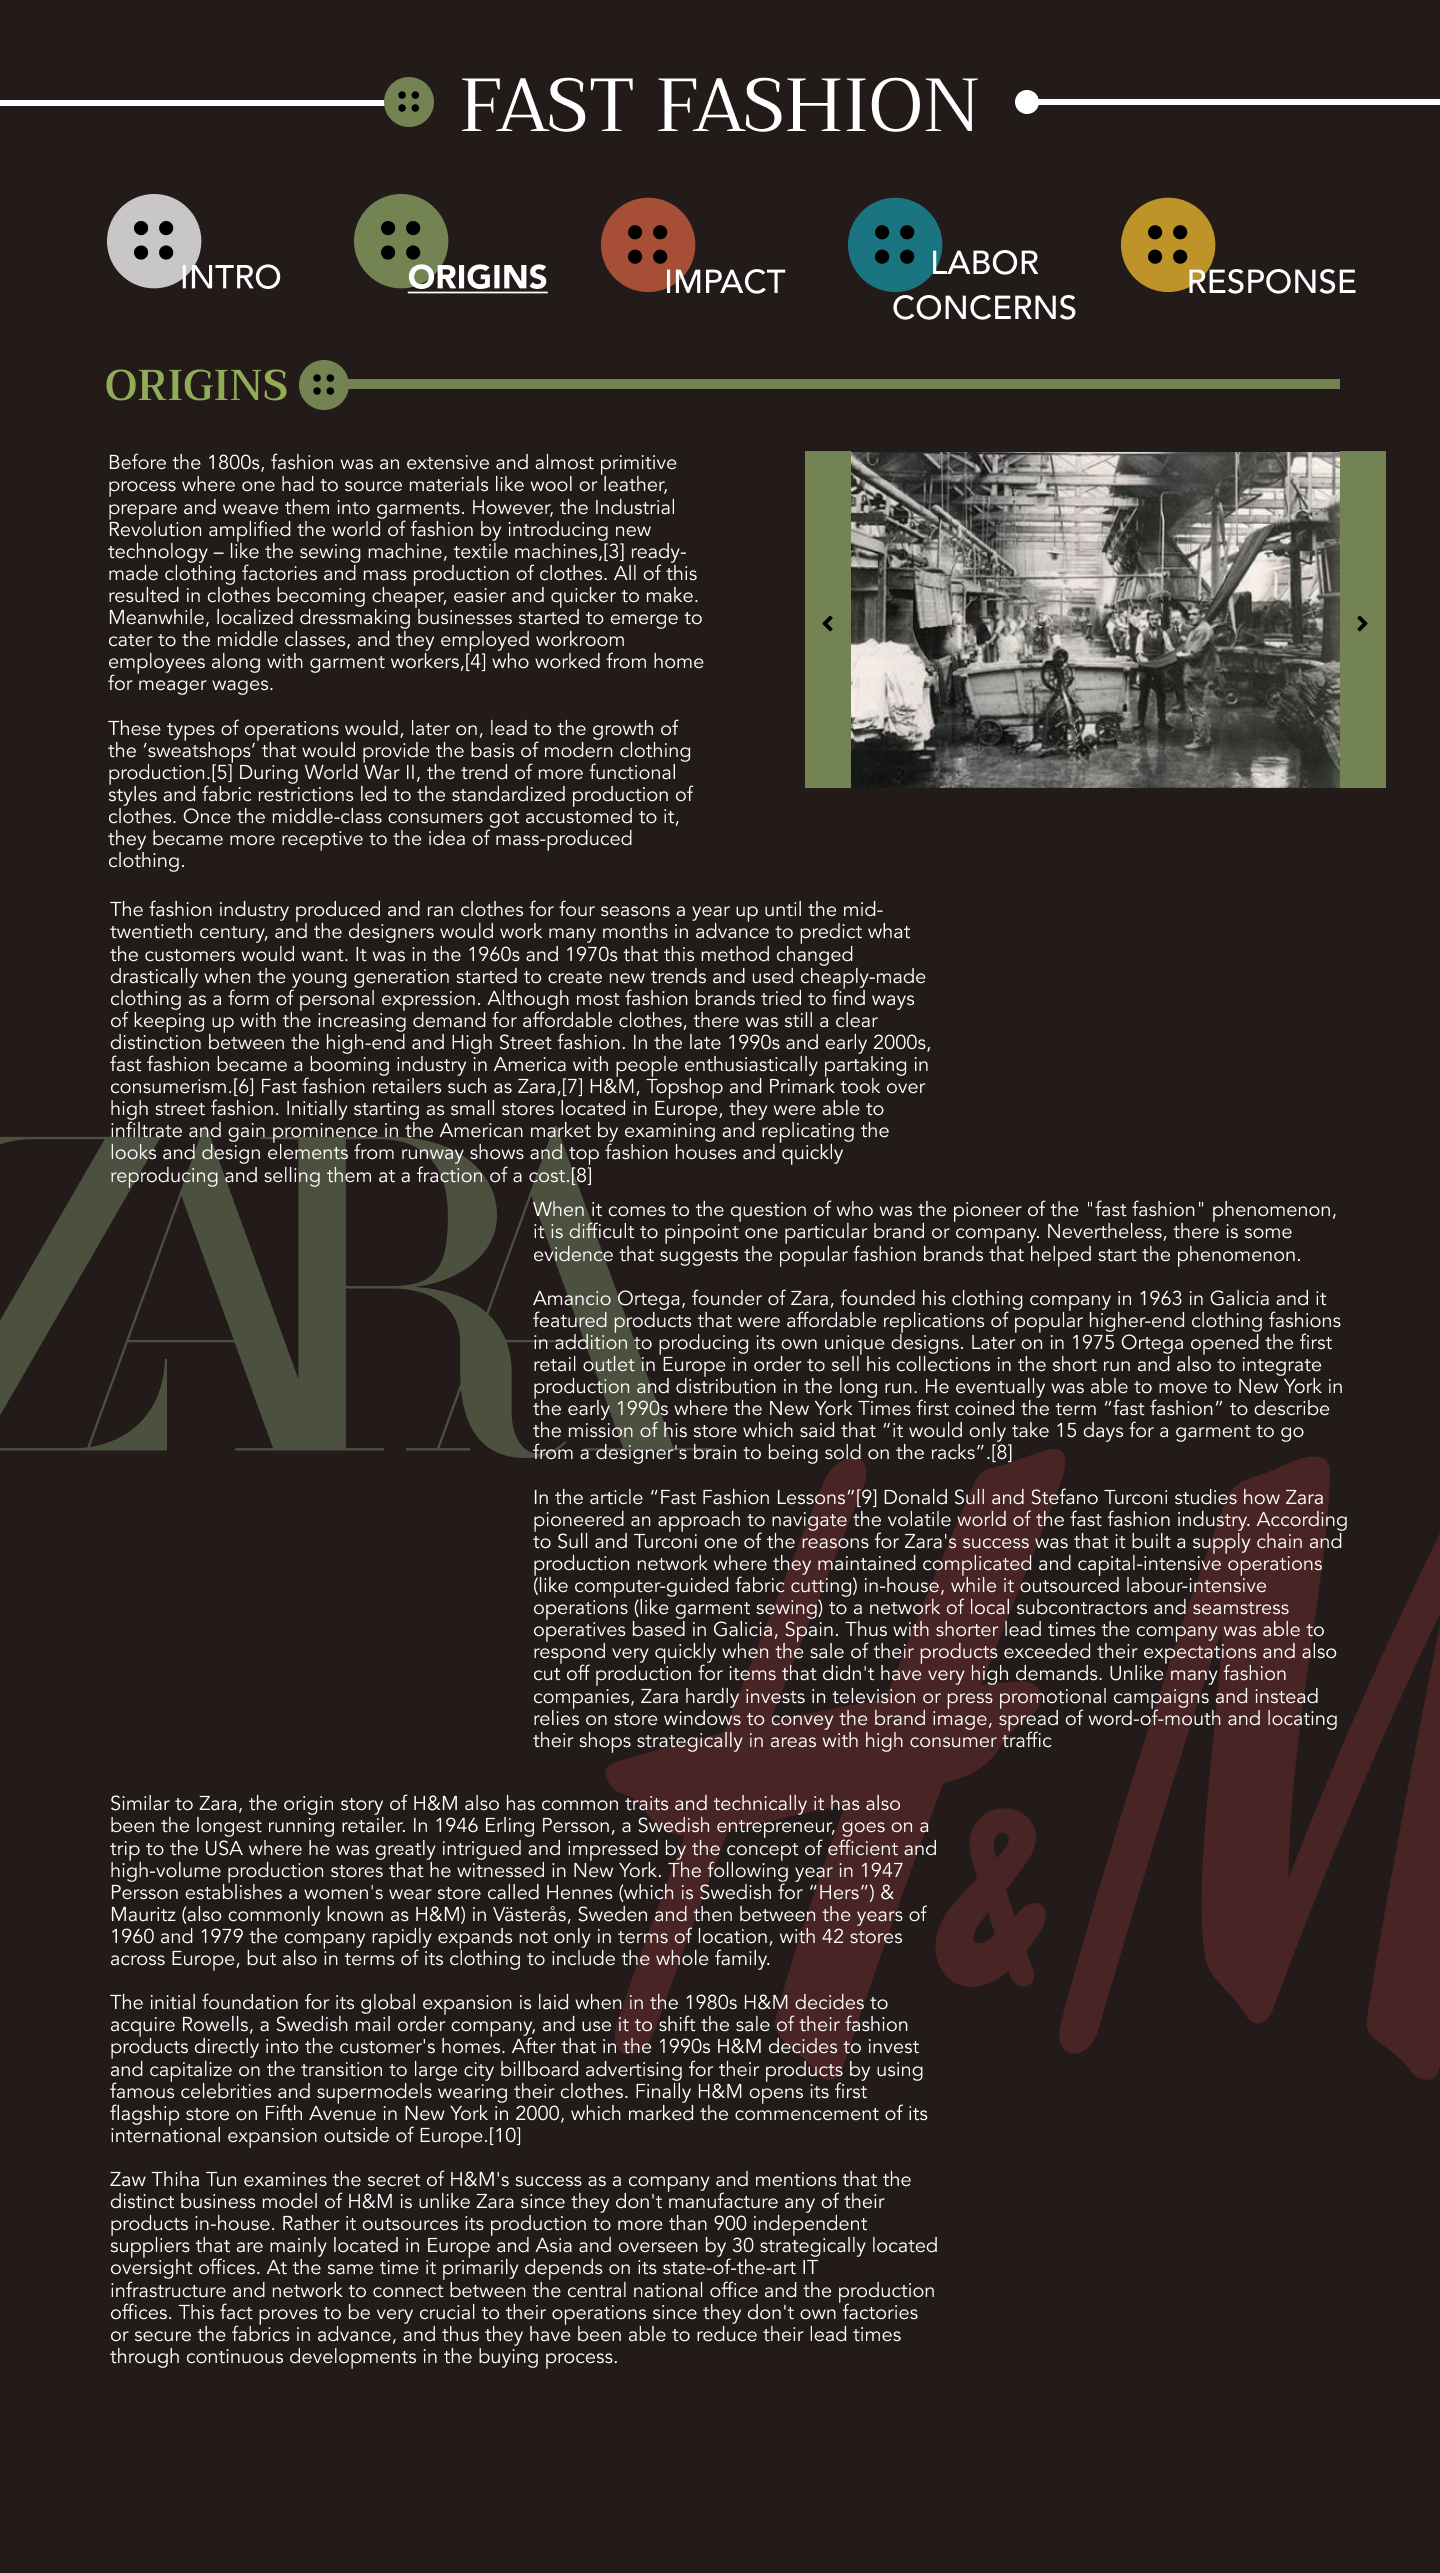 FAST FASHION
INTRO
ORIGINS
IMPACT
LABOR
CONCERNS
RESPONSE
ORIGINS
Before the 1800s, fashion was an extensive and almost primitive
process where one had to source materials like wool or leather,
prepare and weave them into garments. However, the Industrial
Revolution amplified the world of fashion by introducing new
technology – like the sewing machine, textile machines,[3] ready-
made clothing factories and mass production of clothes. All of this
resulted in clothes becoming cheaper, easier and quicker to make.
Meanwhile, localized dressmaking businesses started to emerge to
cater to the middle classes, and they employed workroom
employees along with garment workers,[4] who worked from home
for meager wages.
These types of operations would, later on, lead to the growth of
the ‘sweatshops’ that would provide the basis of modern clothing
production.[5] During World War II, the trend of more functional
styles and fabric restrictions led to the standardized production of
clothes. Once the middle-class consumers got accustomed to it,
they became more receptive to the idea of mass-produced
clothing.
The fashion industry produced and ran clothes for four seasons a year up until the mid-
twentieth century, and the designers would work many months in advance to predict what
the customers would want. It was in the 1960s and 1970s that this method changed
drastically when the young generation started to create new trends and used cheaply-made
clothing as a form of personal expression. Although most fashion brands tried to find ways
of keeping up with the increasing demand for affordable clothes, there was still a clear
distinction between the high-end and High Street fashion. In the late 1990s and early 2000s,
fast fashion became a booming industry in America with people enthusiastically partaking in
consumerism.[6] Fast fashion retailers such as Zara,[7] H&M, Topshop and Primark took over
high street fashion. Initially starting as small stores located in Europe, they were able to
infiltrate and gain prominence in the American market by examining and replicating the
looks and design elements from runway shows and top fashion houses and quickly
reproducing and selling them at a fraction of a cost.[8]
ZARA
When it comes to the question of who was the pioneer of the "fast fashion" phenomenon,
it is difficult to pinpoint one particular brand or company. Nevertheless, there is some
evidence that suggests the popular fashion brands that helped start the phenomenon.
Amancio Ortega, founder of Zara, founded his clothing company in 1963 in Galicia and it
featured products that were affordable replications of popular higher-end clothing fashions
in addition to producing its own unique designs. Later on in 1975 Ortega opened the first
retail outlet in Europe in order to sell his collections in the short run and also to integrate
production and distribution in the long run. He eventually was able to move to New York in
the early 1990s where the New York Times first coined the term “fast fashion” to describe
the mission of his store which said that “it would only take 15 days for a garment to go
from a designer's brain to being sold on the racks”.[8]
In the article “Fast Fashion Lessons”[9] Donald Sull and Stefano Turconi studies how Zara
pioneered an approach to navigate the volatile world of the fast fashion industry. According
to Sull and Turconi one of the reasons for Zara's success was that it built a supply chain and
production network where they maintained complicated and capital-intensive operations
(like computer-guided fabric cutting) in-house, while it outsourced labour-intensive
operations (like garment sewing) to a network of local subcontractors and seamstress
operatives based in Galicia, Spain. Thus with shorter lead times the company was able to
respond very quickly when the sale of their products exceeded their expectations and also
cut off production for items that didn't have very high demands. Unlike many fashion
companies, Zara hardly invests in television or press promotional campaigns and instead
relies on store windows to convey the brand image, spread of word-of-mouth and locating
their shops strategically in areas with high consumer traffic
H&M
Similar to Zara, the origin story of H&M also has common traits and technically it has also
been the longest running retailer. In 1946 Erling Persson, a Swedish entrepreneur, goes on a
trip to the USA where he was greatly intrigued and impressed by the concept of efficient and
high-volume production stores that he witnessed in New York. The following year in 1947
Persson establishes a women's wear store called Hennes (which is Swedish for “Hers”) &
Mauritz (also commonly known as H&M) in Västerås, Sweden and then between the years of
1960 and 1979 the company rapidly expands not only in terms of location, with 42 stores
across Europe, but also in terms of its clothing to include the whole family.
The initial foundation for its global expansion is laid when in the 1980s H&M decides to
acquire Rowells, a Swedish mail order company, and use it to shift the sale of their fashion
products directly into the customer's homes. After that in the 1990s H&M decides to invest
and capitalize on the transition to large city billboard advertising for their products by using
famous celebrities and supermodels wearing their clothes. Finally H&M opens its first
flagship store on Fifth Avenue in New York in 2000, which marked the commencement of its
international expansion outside of Europe.[10]
Zaw Thiha Tun examines the secret of H&M's success as a company and mentions that the
distinct business model of H&M is unlike Zara since they don't manufacture any of their
products in-house. Rather it outsources its production to more than 900 independent
suppliers that are mainly located in Europe and Asia and overseen by 30 strategically located
oversight offices. At the same time it primarily depends on its state-of-the-art IT
infrastructure and network to connect between the central national office and the production
offices. This fact proves to be very crucial to their operations since they don't own factories
or secure the fabrics in advance, and thus they have been able to reduce their lead times
through continuous developments in the buying process.